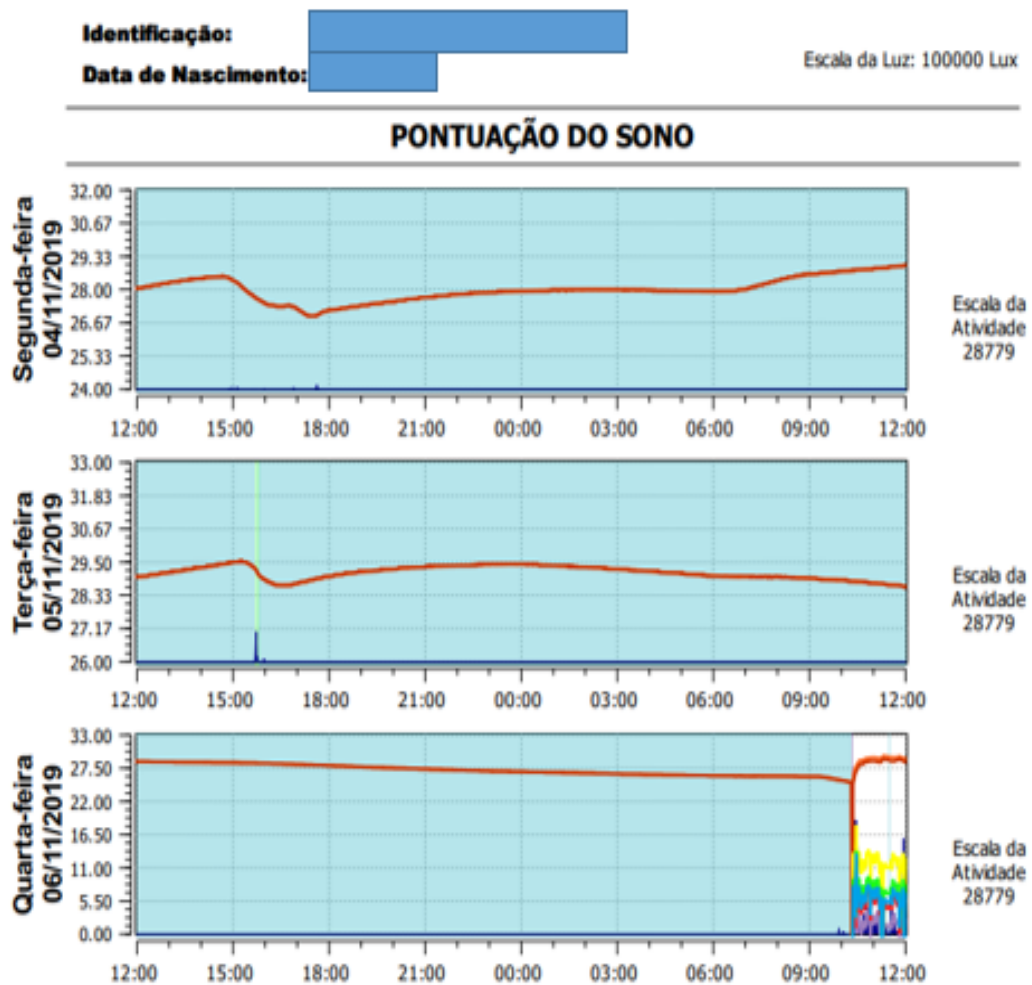 Identificação:
Data de Nascimento:
Escala da Luz: 100000 Lux
PONTUAÇÃO DO SONO
Segunda-feira
04/11/2019
32.00
30.67
29.33
28.00
26.67
25.33
24.00
12:00 15:00 18:00 21:00 00:00 03:00 06:00 09:00 12:00
Escala da
Atividade
28779
Terça-feira
05/11/2019
33.00
31.83
30.67
29.50
28.33
27.17
26.00
12:00 15:00 18:00 21:00 00:00 03:00 06:00 09:00 12:00
Escala da
Atividade
28779
Quarta-feira
06/11/2019
33.00
27.50
22.00
16.50
11.00
5.50
0.00
12:00 15:00 18:00 21:00 00:00 03:00 06:00 09:00 12:00
Escala da
Atividade
28779